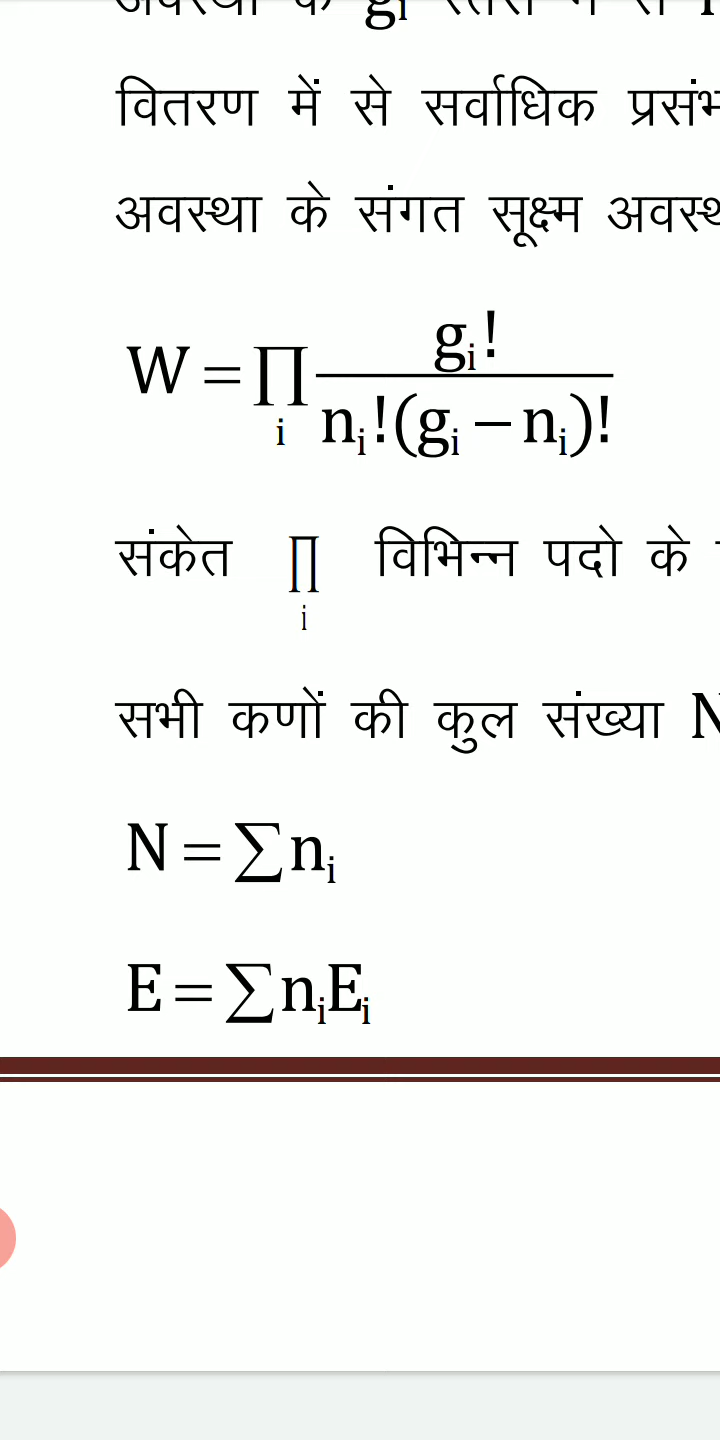 वितरण में से सर्वाधिक
अवस्था के संगत सूक्ष्म
W = ∏ᵢ gᵢ! / nᵢ!(gᵢ − nᵢ)!
संकेत ∏ᵢ विभिन्न पदो के
सभी कणों की कुल संख्या N
N = ∑nᵢ
E = ∑nᵢEᵢ